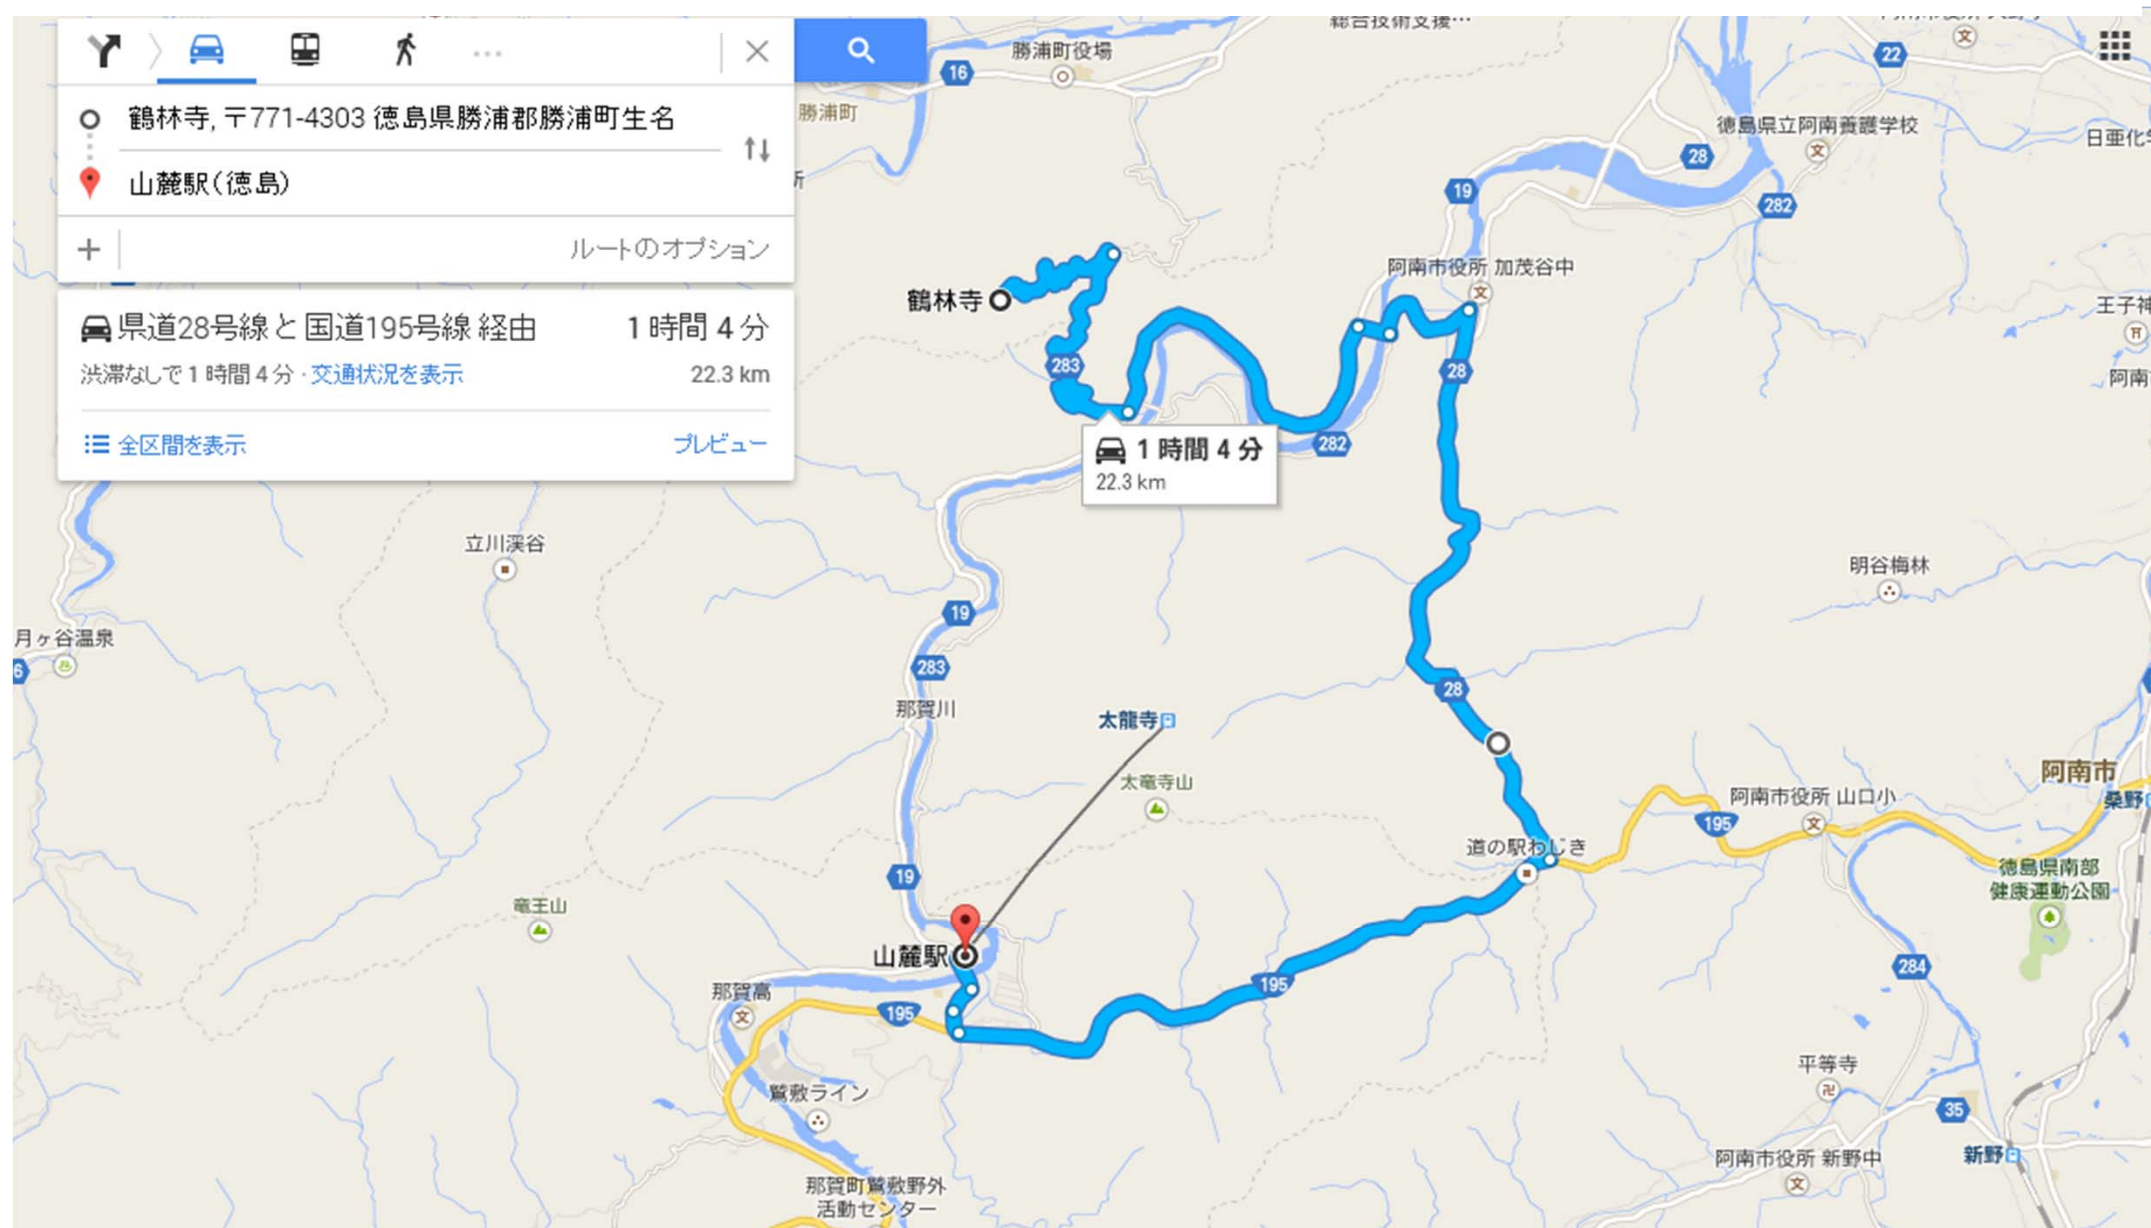 総合技術支援…
勝浦町役場
16
22
勝浦町
鶴林寺, 〒771-4303 徳島県勝浦郡勝浦町生名
山麓駅(徳島)
ルートのオプション
県道28号線 と 国道195号線 経由
1 時間 4 分
渋滞なしで 1 時間 4 分 · 交通状況を表示
22.3 km
全区間を表示
プレビュー
徳島県立阿南養護学校
28
日亜化学
19
282
阿南市役所 加茂谷中
鶴林寺
王子神
283
28
阿南
282
1 時間 4 分
22.3 km
立川渓谷
明谷梅林
19
月ヶ谷温泉
283
6
28
那賀川
太龍寺
太竜寺山
阿南市
阿南市役所 山口小
桑野
195
道の駅わじき
徳島県南部
健康運動公園
19
竜王山
山麓駅
284
195
那賀高
195
平等寺
鷲敷ライン
35
阿南市役所 新野中
新野
那賀町鷲敷野外
活動センター